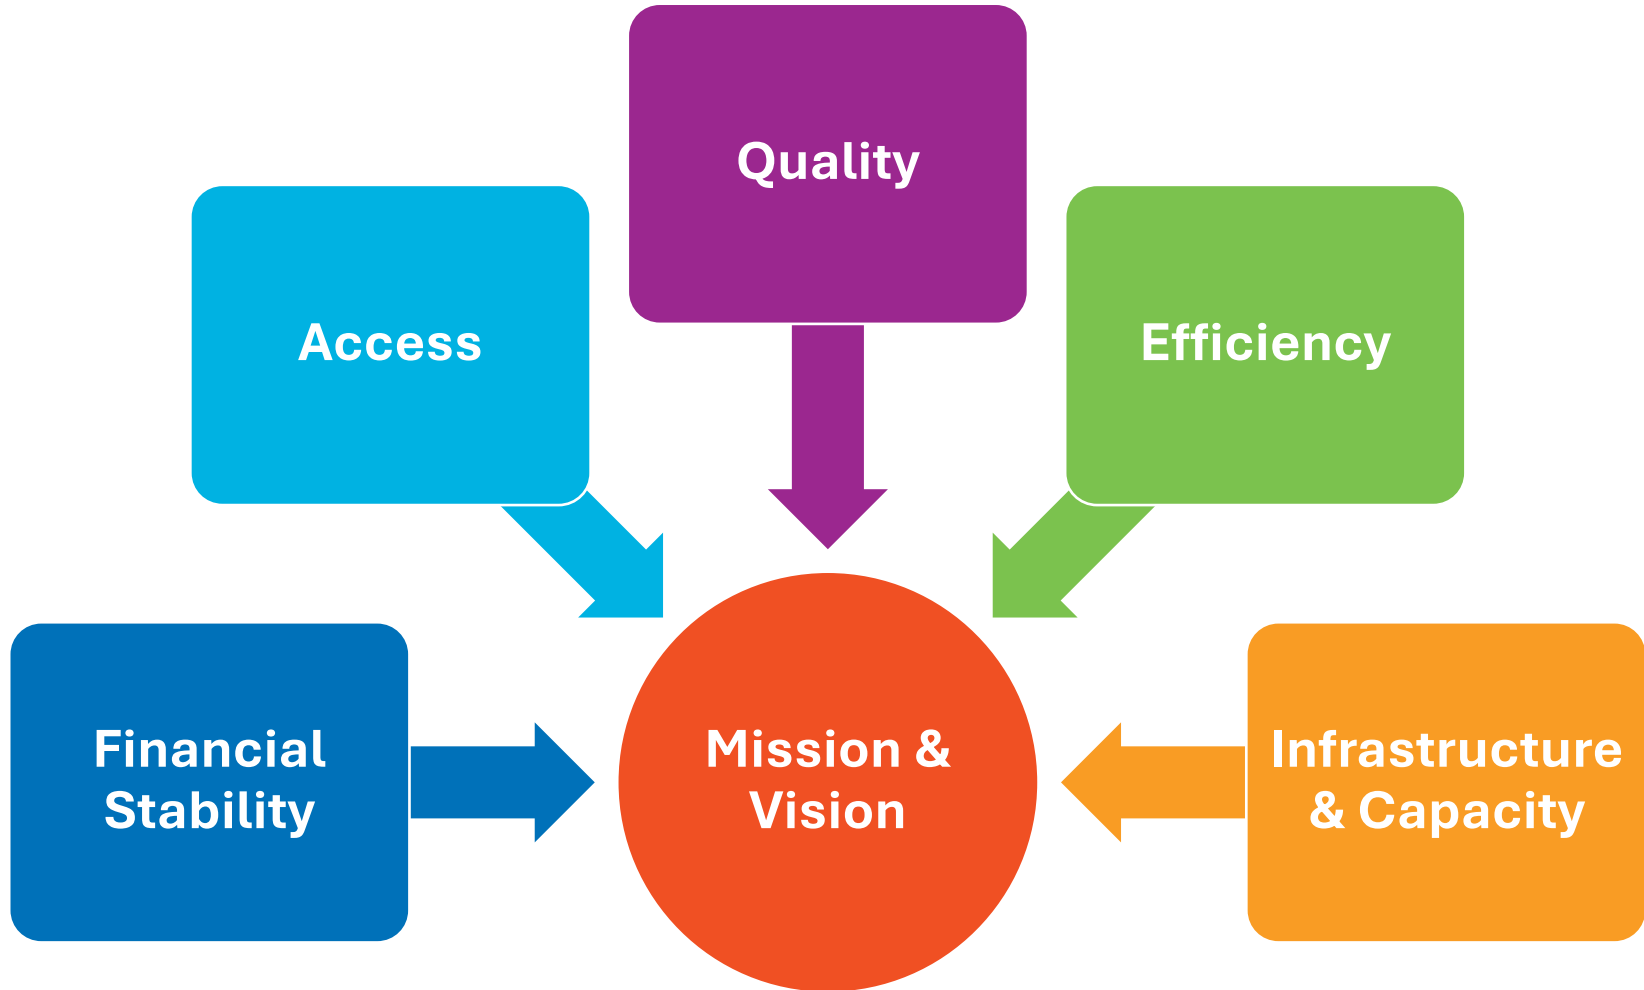 Quality
Access
Efficiency
Financial
Stability
Mission &
Vision
Infrastructure
& Capacity